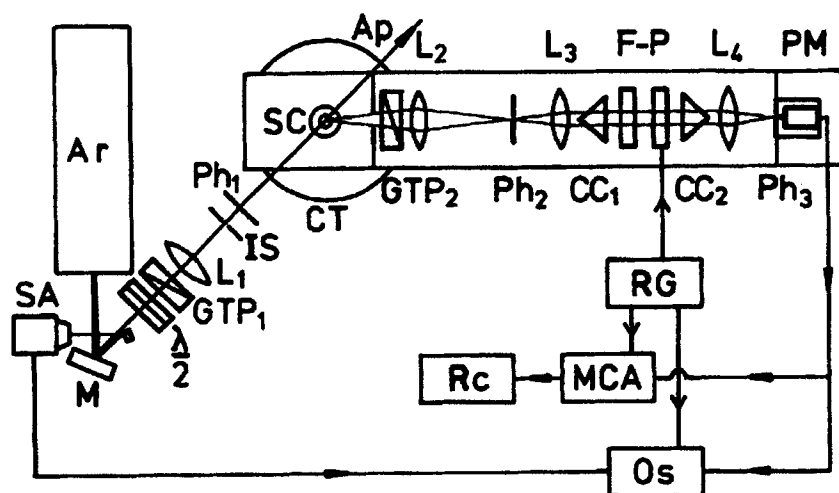 Ap
L₂
L₃
F-P
L₄
PM
Ar
SC
Ph₁
CT
GTP₂
Ph₂
CC₁
CC₂
Ph₃
IS
L₁
GTP₁
SA
λ/2
M
RG
Rc
MCA
Os